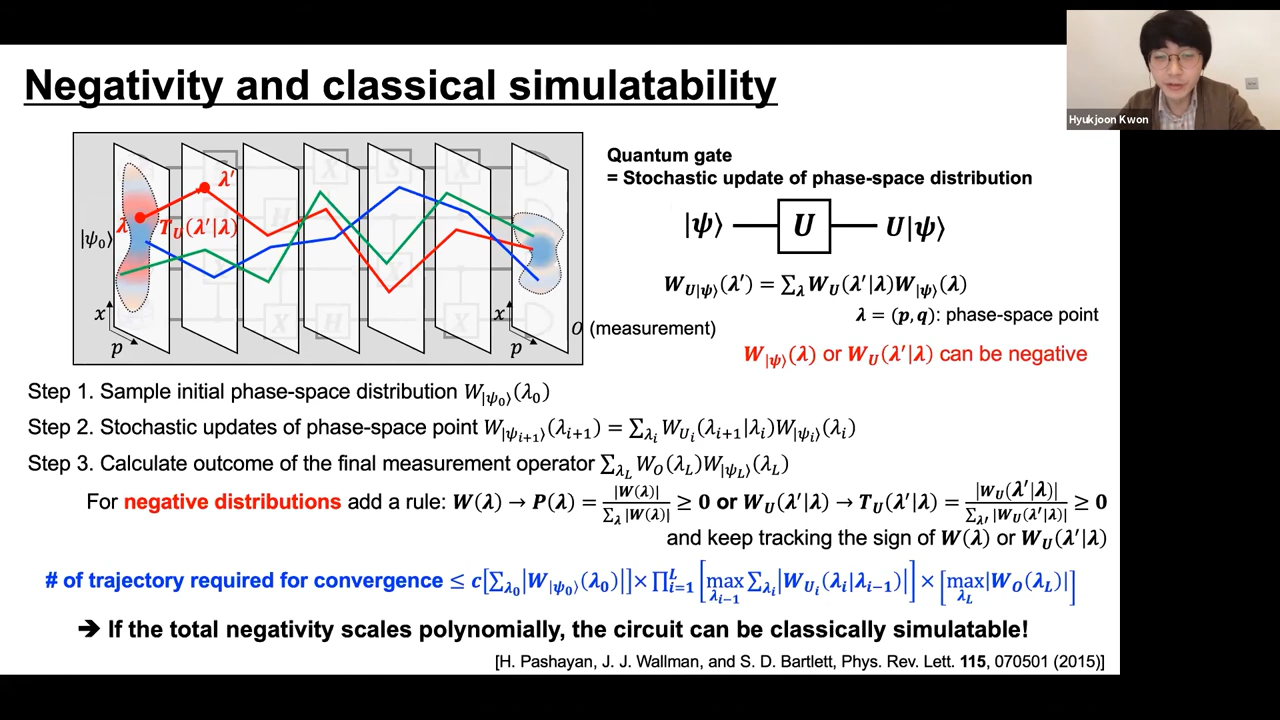 Hyukjoon Kwon
Negativity and classical simulatability
|ψ₀⟩
λ
λ′
T_U(λ′|λ)
x
p
x
p
X
S
X
H
X
H
X
O (measurement)
Quantum gate
= Stochastic update of phase-space distribution
|ψ⟩ U U|ψ⟩
W_{U|ψ⟩}(λ′) = ∑_λ W_U(λ′|λ)W_{|ψ⟩}(λ)
λ = (p, q): phase-space point
W_{|ψ⟩}(λ) or W_U(λ′|λ) can be negative
Step 1. Sample initial phase-space distribution W_{|ψ₀⟩}(λ₀)
Step 2. Stochastic updates of phase-space point W_{|ψ_{i+1}⟩}(λ_{i+1}) = ∑_{λ_i} W_{U_i}(λ_{i+1}|λ_i)W_{|ψ_i⟩}(λ_i)
Step 3. Calculate outcome of the final measurement operator ∑_{λ_L} W_O(λ_L)W_{|ψ_L⟩}(λ_L)
For negative distributions add a rule: W(λ) → P(λ) = |W(λ)| / ∑_λ |W(λ)| ≥ 0 or W_U(λ′|λ) → T_U(λ′|λ) = |W_U(λ′|λ)| / ∑_{λ′} |W_U(λ′|λ)| ≥ 0
and keep tracking the sign of W(λ) or W_U(λ′|λ)
# of trajectory required for convergence ≤ c[∑_{λ₀}|W_{|ψ₀⟩}(λ₀)|] × ∏_{i=1}^{L} [max_{λ_{i−1}} ∑_{λ_i}|W_{U_i}(λ_i|λ_{i−1})|] × [max_{λ_L}|W_O(λ_L)|]
➔ If the total negativity scales polynomially, the circuit can be classically simulatable!
[H. Pashayan, J. J. Wallman, and S. D. Bartlett, Phys. Rev. Lett. 115, 070501 (2015)]